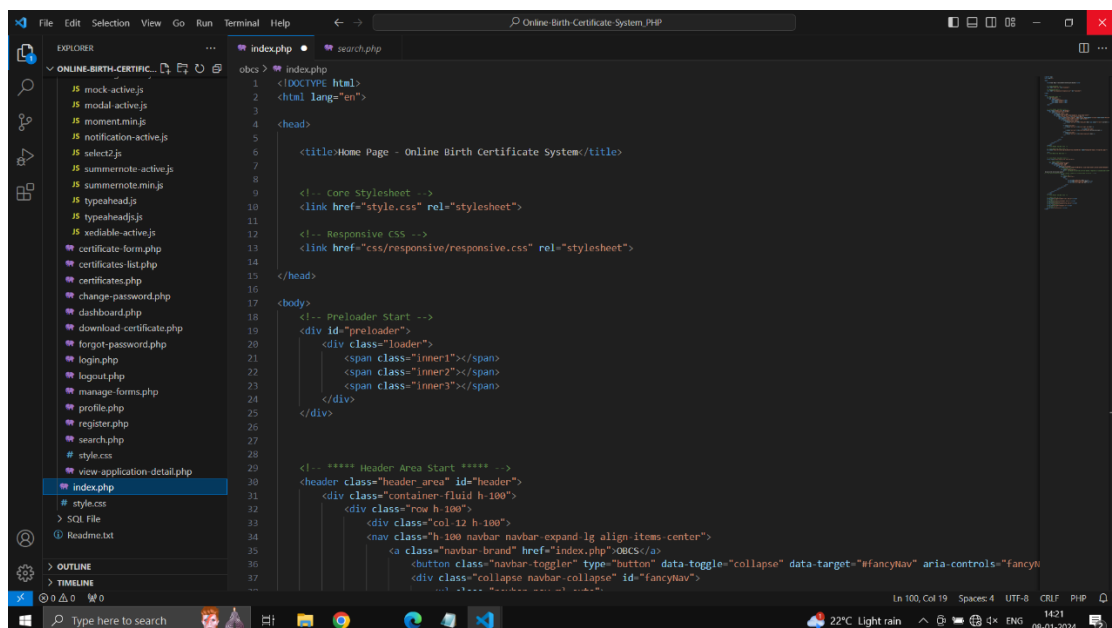 File Edit Selection View Go Run Terminal Help
Online-Birth-Certificate-System_PHP
EXPLORER
ONLINE-BIRTH-CERTIFIC...
JS mock-active.js
JS modal-active.js
JS moment.min.js
JS notification-active.js
JS select2.js
JS summernote-active.js
JS summernote.min.js
JS typeahead.js
JS typeaheadjs.js
JS xediable-active.js
certificate-form.php
certificates-list.php
certificates.php
change-password.php
dashboard.php
download-certificate.php
forgot-password.php
login.php
logout.php
manage-forms.php
profile.php
register.php
search.php
# style.css
view-application-detail.php
index.php
# style.css
> SQL File
Readme.txt
> OUTLINE
> TIMELINE
index.php search.php
obcs > index.php
1 <!DOCTYPE html>
2 <html lang="en">
3
4 <head>
5
6 <title>Home Page - Online Birth Certificate System</title>
7
8
9 <!-- Core Stylesheet -->
10 <link href="style.css" rel="stylesheet">
11
12 <!-- Responsive CSS -->
13 <link href="css/responsive/responsive.css" rel="stylesheet">
14
15 </head>
16
17 <body>
18 <!-- Preloader Start -->
19 <div id="preloader">
20 <div class="loader">
21 <span class="inner1"></span>
22 <span class="inner2"></span>
23 <span class="inner3"></span>
24 </div>
25 </div>
26
27
28
29 <!-- ***** Header Area Start ***** -->
30 <header class="header_area" id="header">
31 <div class="container-fluid h-100">
32 <div class="row h-100">
33 <div class="col-12 h-100">
34 <nav class="h-100 navbar navbar-expand-lg align-items-center">
35 <a class="navbar-brand" href="index.php">OBCS</a>
36 <button class="navbar-toggler" type="button" data-toggle="collapse" data-target="#fancyNav" aria-controls="fancyN
37 <div class="collapse navbar-collapse" id="fancyNav">
0 0 0
Ln 100, Col 19 Spaces: 4 UTF-8 CRLF PHP
Type here to search
22°C Light rain
ENG
14:21
08-01-2024